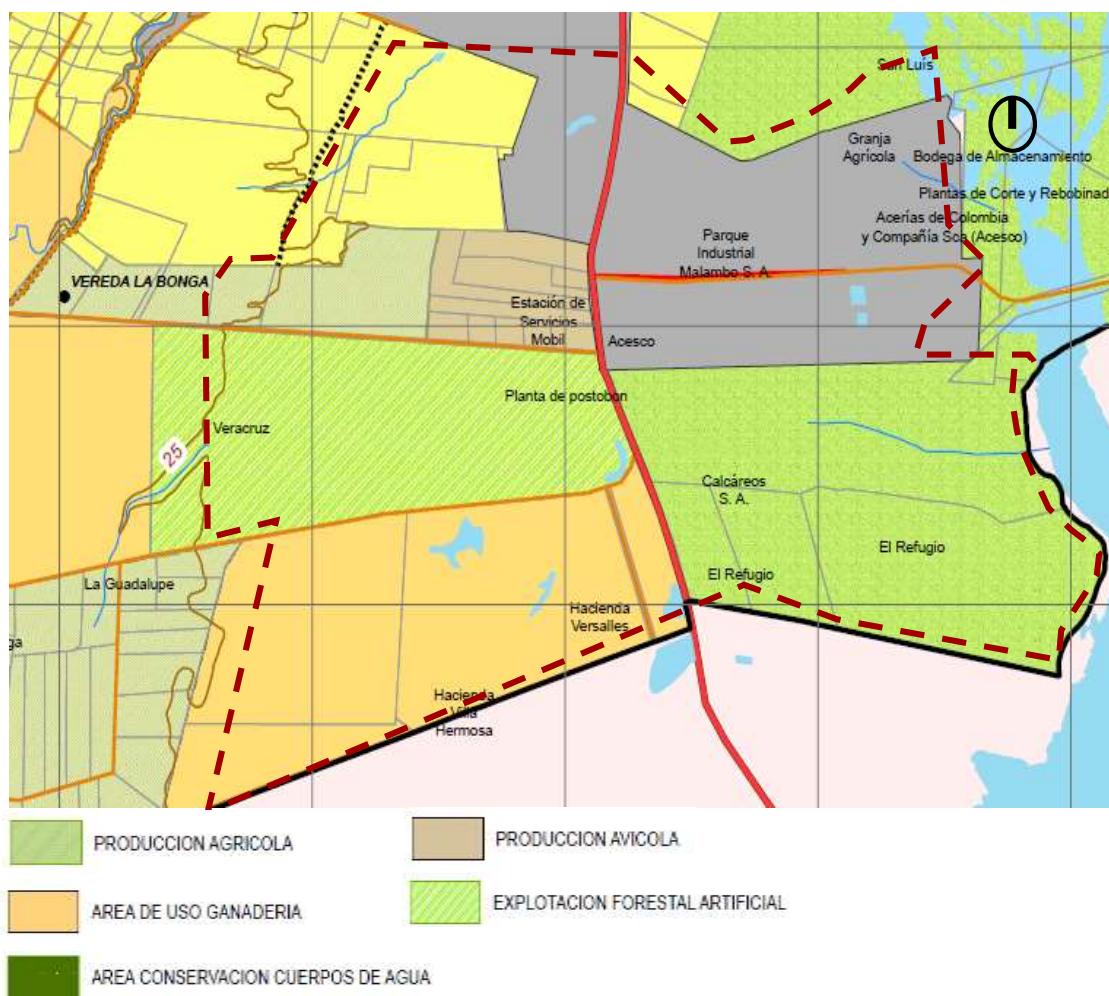 San Luís
Granja
Agrícola
Bodega de Almacenamiento
Plantas de Corte y Rebobinad
Acerías de Colombia
y Compañía Sca (Acesco)
Parque
Industrial
Malambo S. A.
VEREDA LA BONGA
Estación de
Servicios
Mobil
Acesco
Planta de postobon
Veracruz
25
Calcáreos
S. A.
El Refugio
El Refugio
La Guadalupe
Hacienda
Versalles
ga
Hacienda
Villa
Hermosa
PRODUCCION AGRICOLA
PRODUCCION AVICOLA
AREA DE USO GANADERIA
EXPLOTACION FORESTAL ARTIFICIAL
AREA CONSERVACION CUERPOS DE AGUA